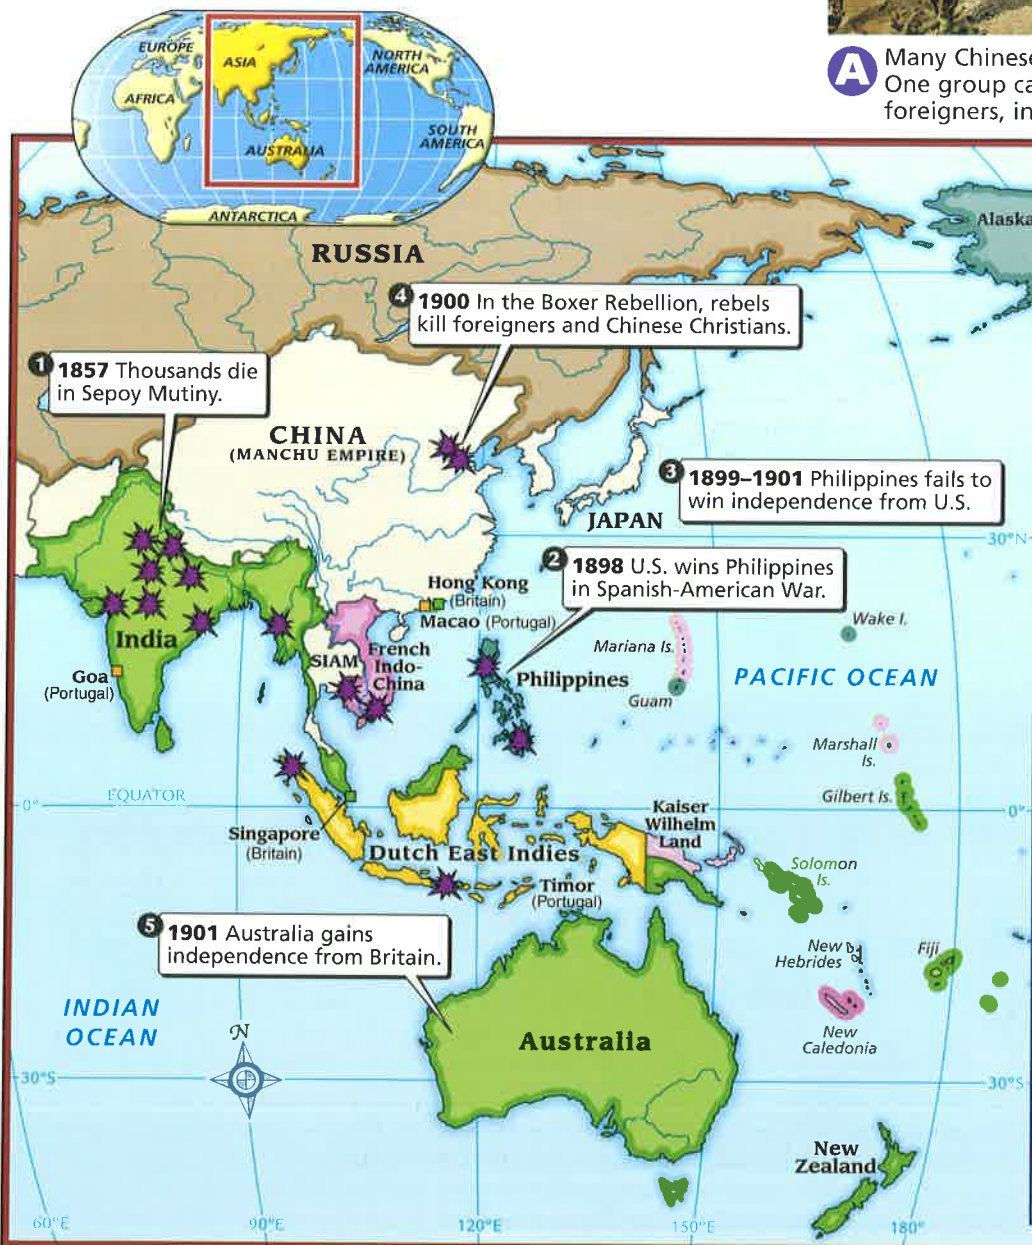 EUROPE
ASIA
NORTH
AMERICA
AFRICA
SOUTH
AMERICA
AUSTRALIA
ANTARCTICA
A
Many Chinese
One group ca
foreigners, in
RUSSIA
Alaska
4 1900 In the Boxer Rebellion, rebels
kill foreigners and Chinese Christians.
1 1857 Thousands die
in Sepoy Mutiny.
CHINA
(MANCHU EMPIRE)
3 1899–1901 Philippines fails to
win independence from U.S.
JAPAN
30°N
2 1898 U.S. wins Philippines
in Spanish-American War.
Hong Kong
(Britain)
Macao (Portugal)
Wake I.
India
SIAM
French
Indo-
China
Mariana Is.
Philippines
PACIFIC OCEAN
Goa
(Portugal)
Guam
Marshall
Is.
EQUATOR
Gilbert Is.
0°
0°
Singapore
(Britain)
Kaiser
Wilhelm
Land
Dutch East Indies
Solomon
Is.
Timor
(Portugal)
5 1901 Australia gains
independence from Britain.
New
Hebrides
Fiji
INDIAN
OCEAN
N
Australia
New
Caledonia
30°S
30°S
New
Zealand
60°E
90°E
120°E
150°E
180°